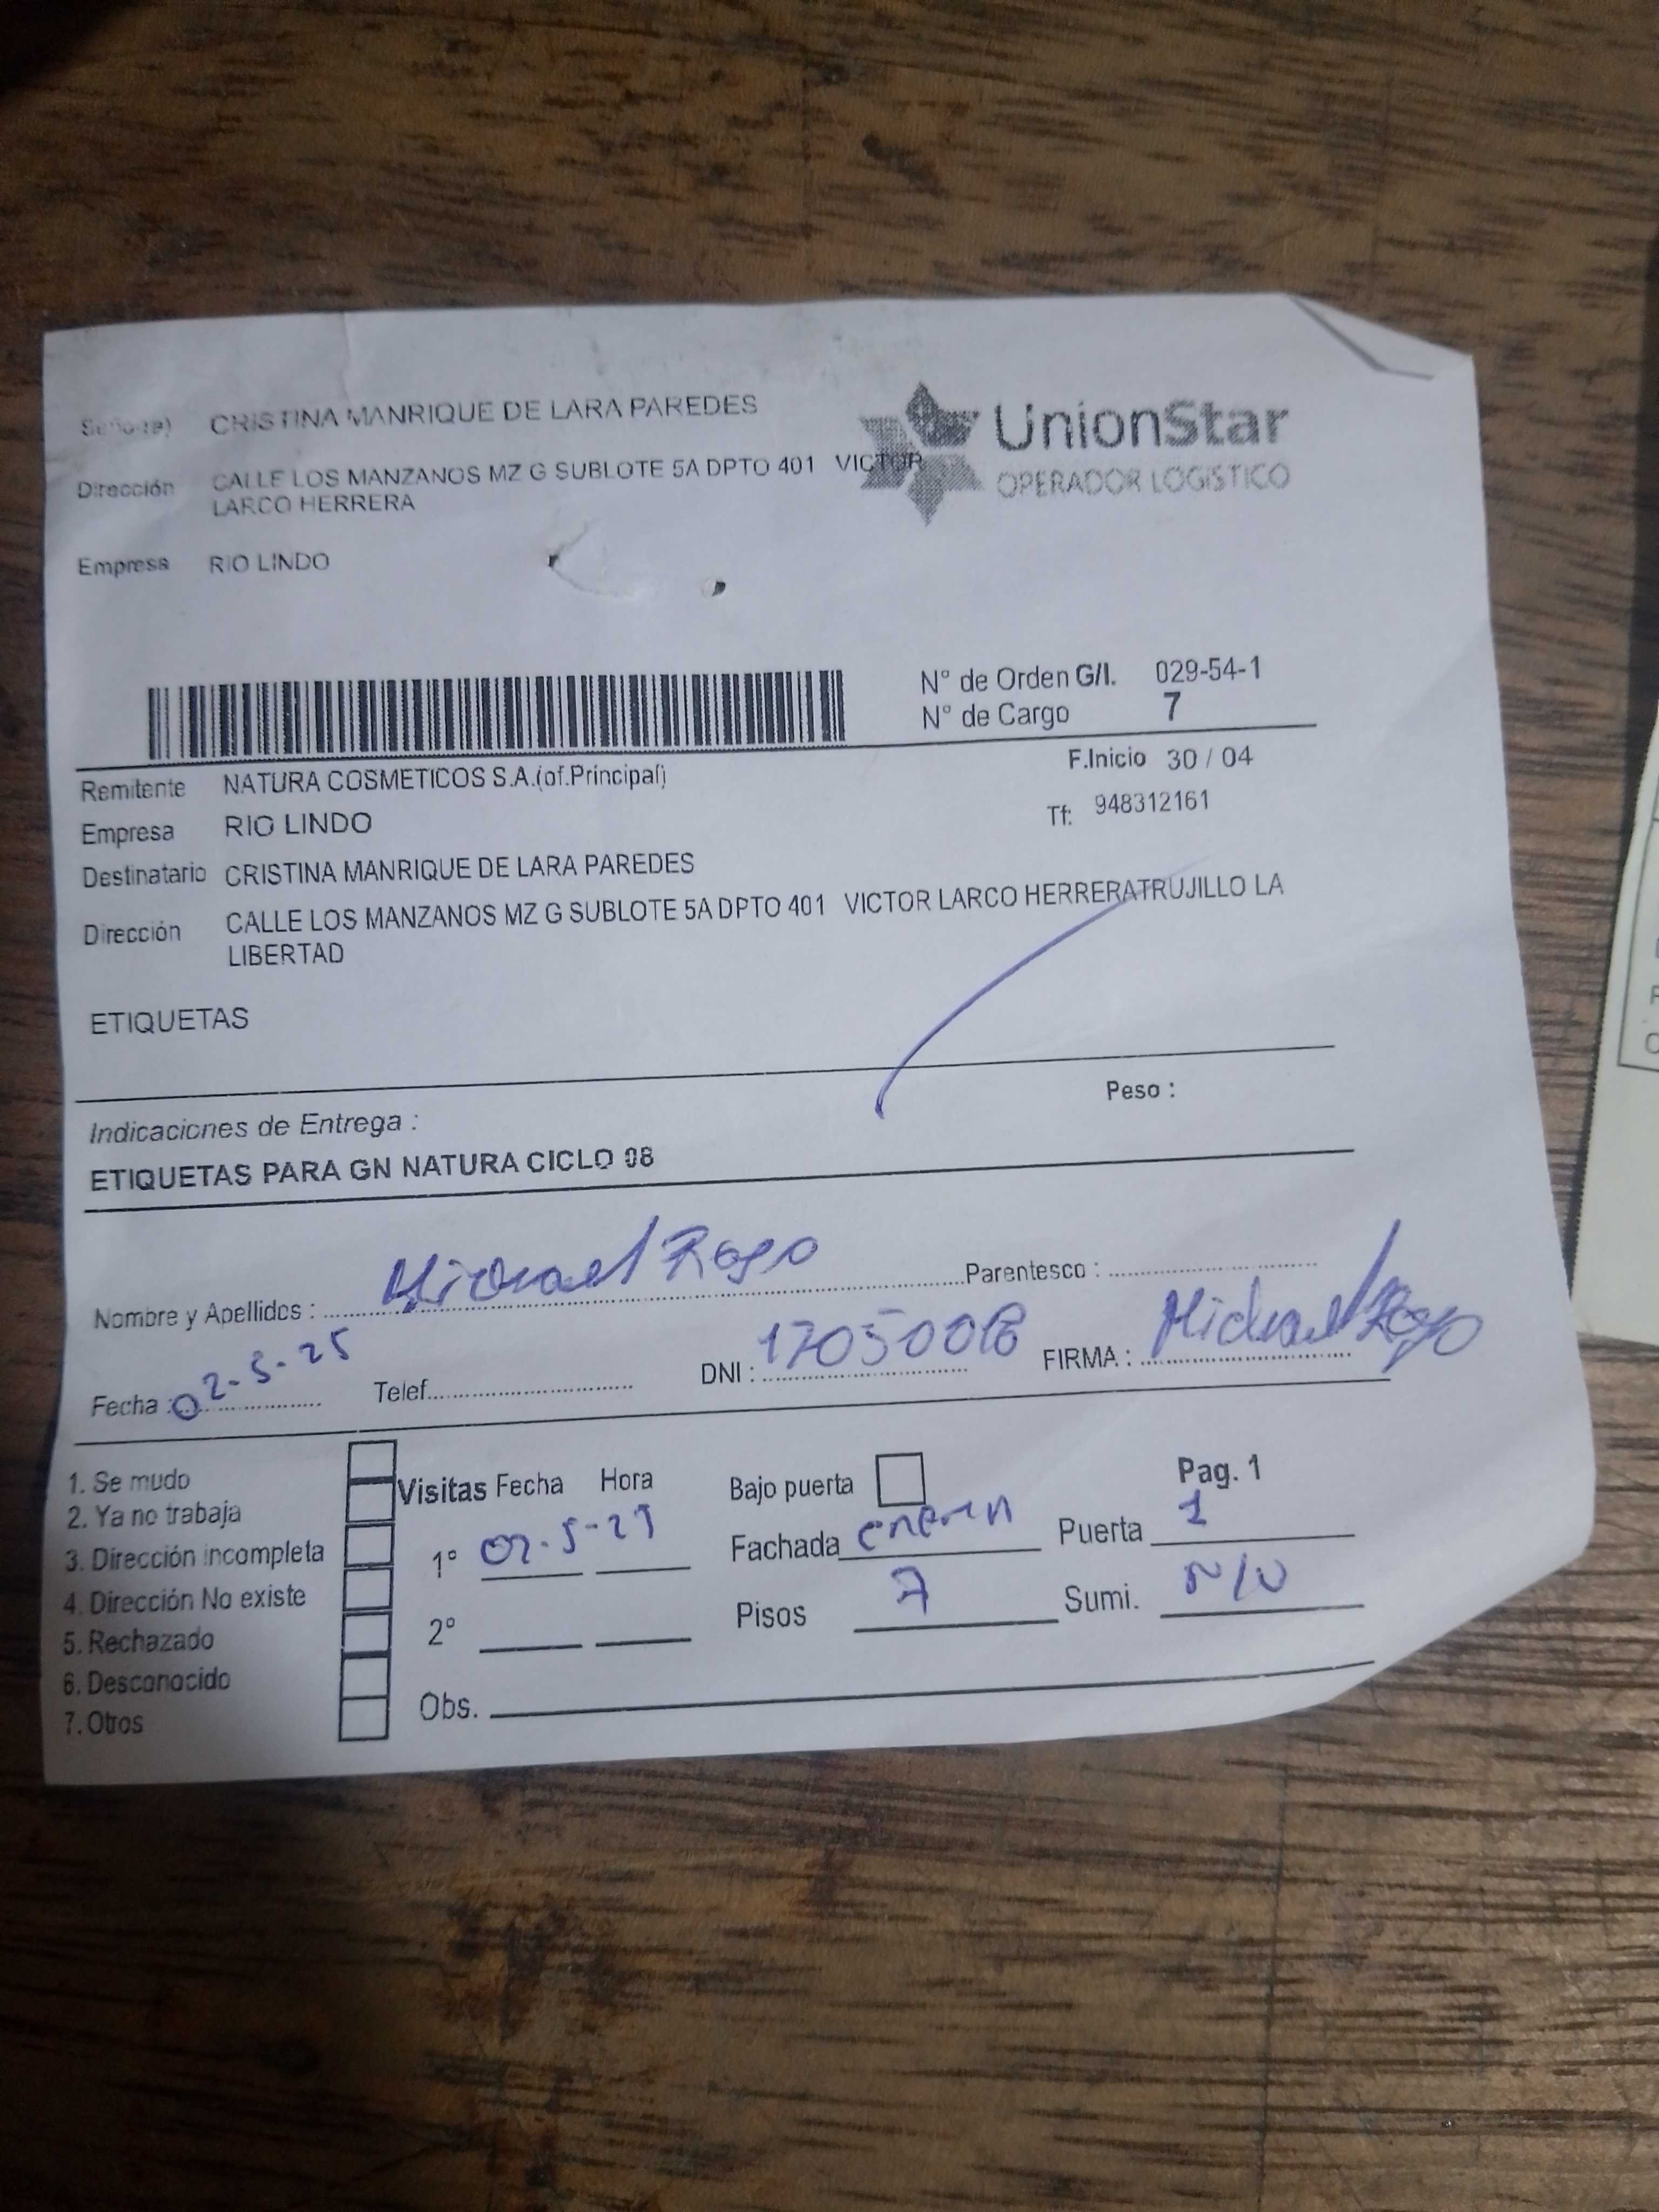 Señor(a) CRISTINA MANRIQUE DE LARA PAREDES
UnionStar
OPERADOR LOGÍSTICO
Dirección CALLE LOS MANZANOS MZ G SUBLOTE 5A DPTO 401 VICTOR
LARCO HERRERA
Empresa RIO LINDO
N° de Orden G/I. 029-54-1
N° de Cargo 7
F.Inicio 30 / 04
Remitente NATURA COSMETICOS S.A.(of.Principal)
Tf: 948312161
Empresa RIO LINDO
Destinatario CRISTINA MANRIQUE DE LARA PAREDES
Dirección CALLE LOS MANZANOS MZ G SUBLOTE 5A DPTO 401 VICTOR LARCO HERRERATRUJILLO LA
LIBERTAD
ETIQUETAS
Peso :
Indicaciones de Entrega :
ETIQUETAS PARA GN NATURA CICLO 08
Nombre y Apellidos : Michael Parentesco :
Fecha : 02-5-25 Telef. DNI : FIRMA : Michael
1. Se mudo
2. Ya no trabaja
3. Dirección incompleta
4. Dirección No existe
5. Rechazado
6. Desconocido
7. Otros
Visitas Fecha Hora Bajo puerta Pag. 1
1° 02-5-25 Fachada Puerta 1
2° Pisos 7 Sumi.
Obs.